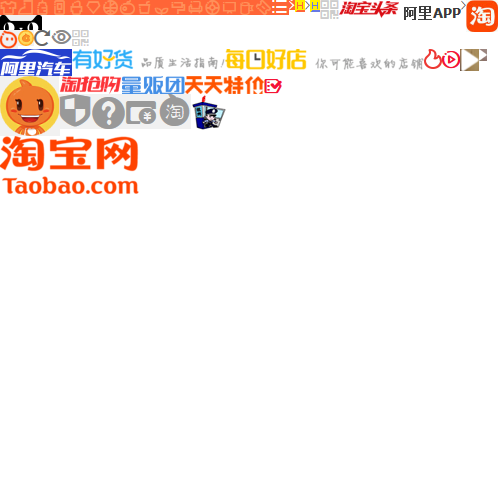 淘宝头条 阿里APP 淘
阿里汽车 有好货 品质生活指南 每日好店 你可能喜欢的店铺
淘抢购 量贩团 天天特价
淘
淘宝网
Taobao.com